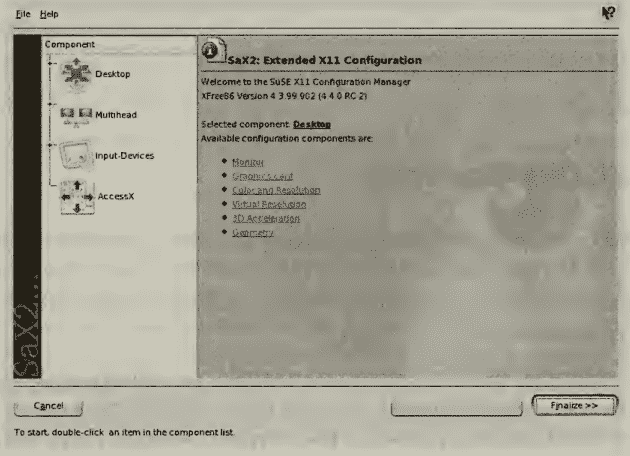 File Help
Component
Desktop
Multihead
Input-Devices
AccessX
SaX2...
SaX2: Extended X11 Configuration
Welcome to the SuSE X11 Configuration Manager
XFree86 Version 4.3.99.902 (4.4.0 RC 2)
Selected component: Desktop
Available configuration components are:
Monitor
Graphics card
Color and Resolution
Virtual Resolution
3D Acceleration
Geometry
Cancel
Finalize >>
To start, double-click an item in the component list.